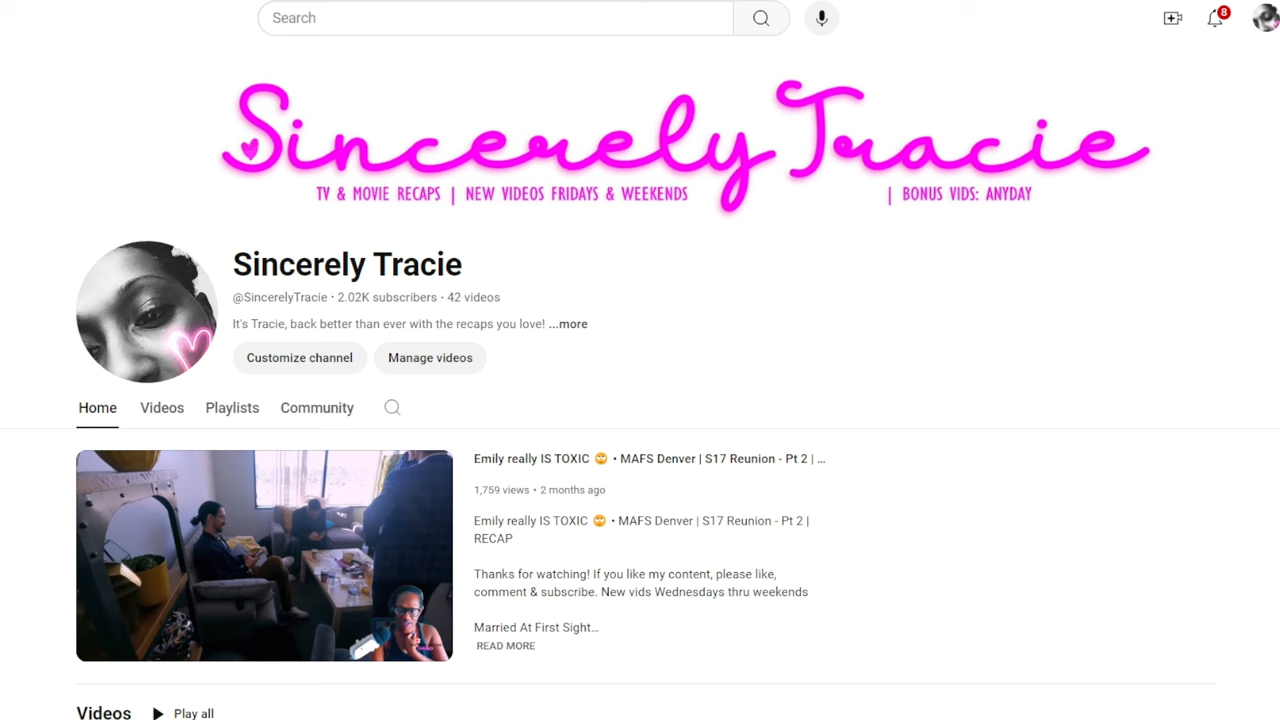 Search
8
Sincerely Tracie
TV & MOVIE RECAPS | NEW VIDEOS FRIDAYS & WEEKENDS | BONUS VIDS: ANYDAY
Sincerely Tracie
@SincerelyTracie • 2.02K subscribers • 42 videos
It's Tracie, back better than ever with the recaps you love! ...more
Customize channel Manage videos
Home Videos Playlists Community
Emily really IS TOXIC 🙄 • MAFS Denver | S17 Reunion - Pt 2 | ...
1,759 views • 2 months ago
Emily really IS TOXIC 🙄 • MAFS Denver | S17 Reunion - Pt 2 |
RECAP
Thanks for watching! If you like my content, please like,
comment & subscribe. New vids Wednesdays thru weekends
Married At First Sight...
READ MORE
Videos Play all